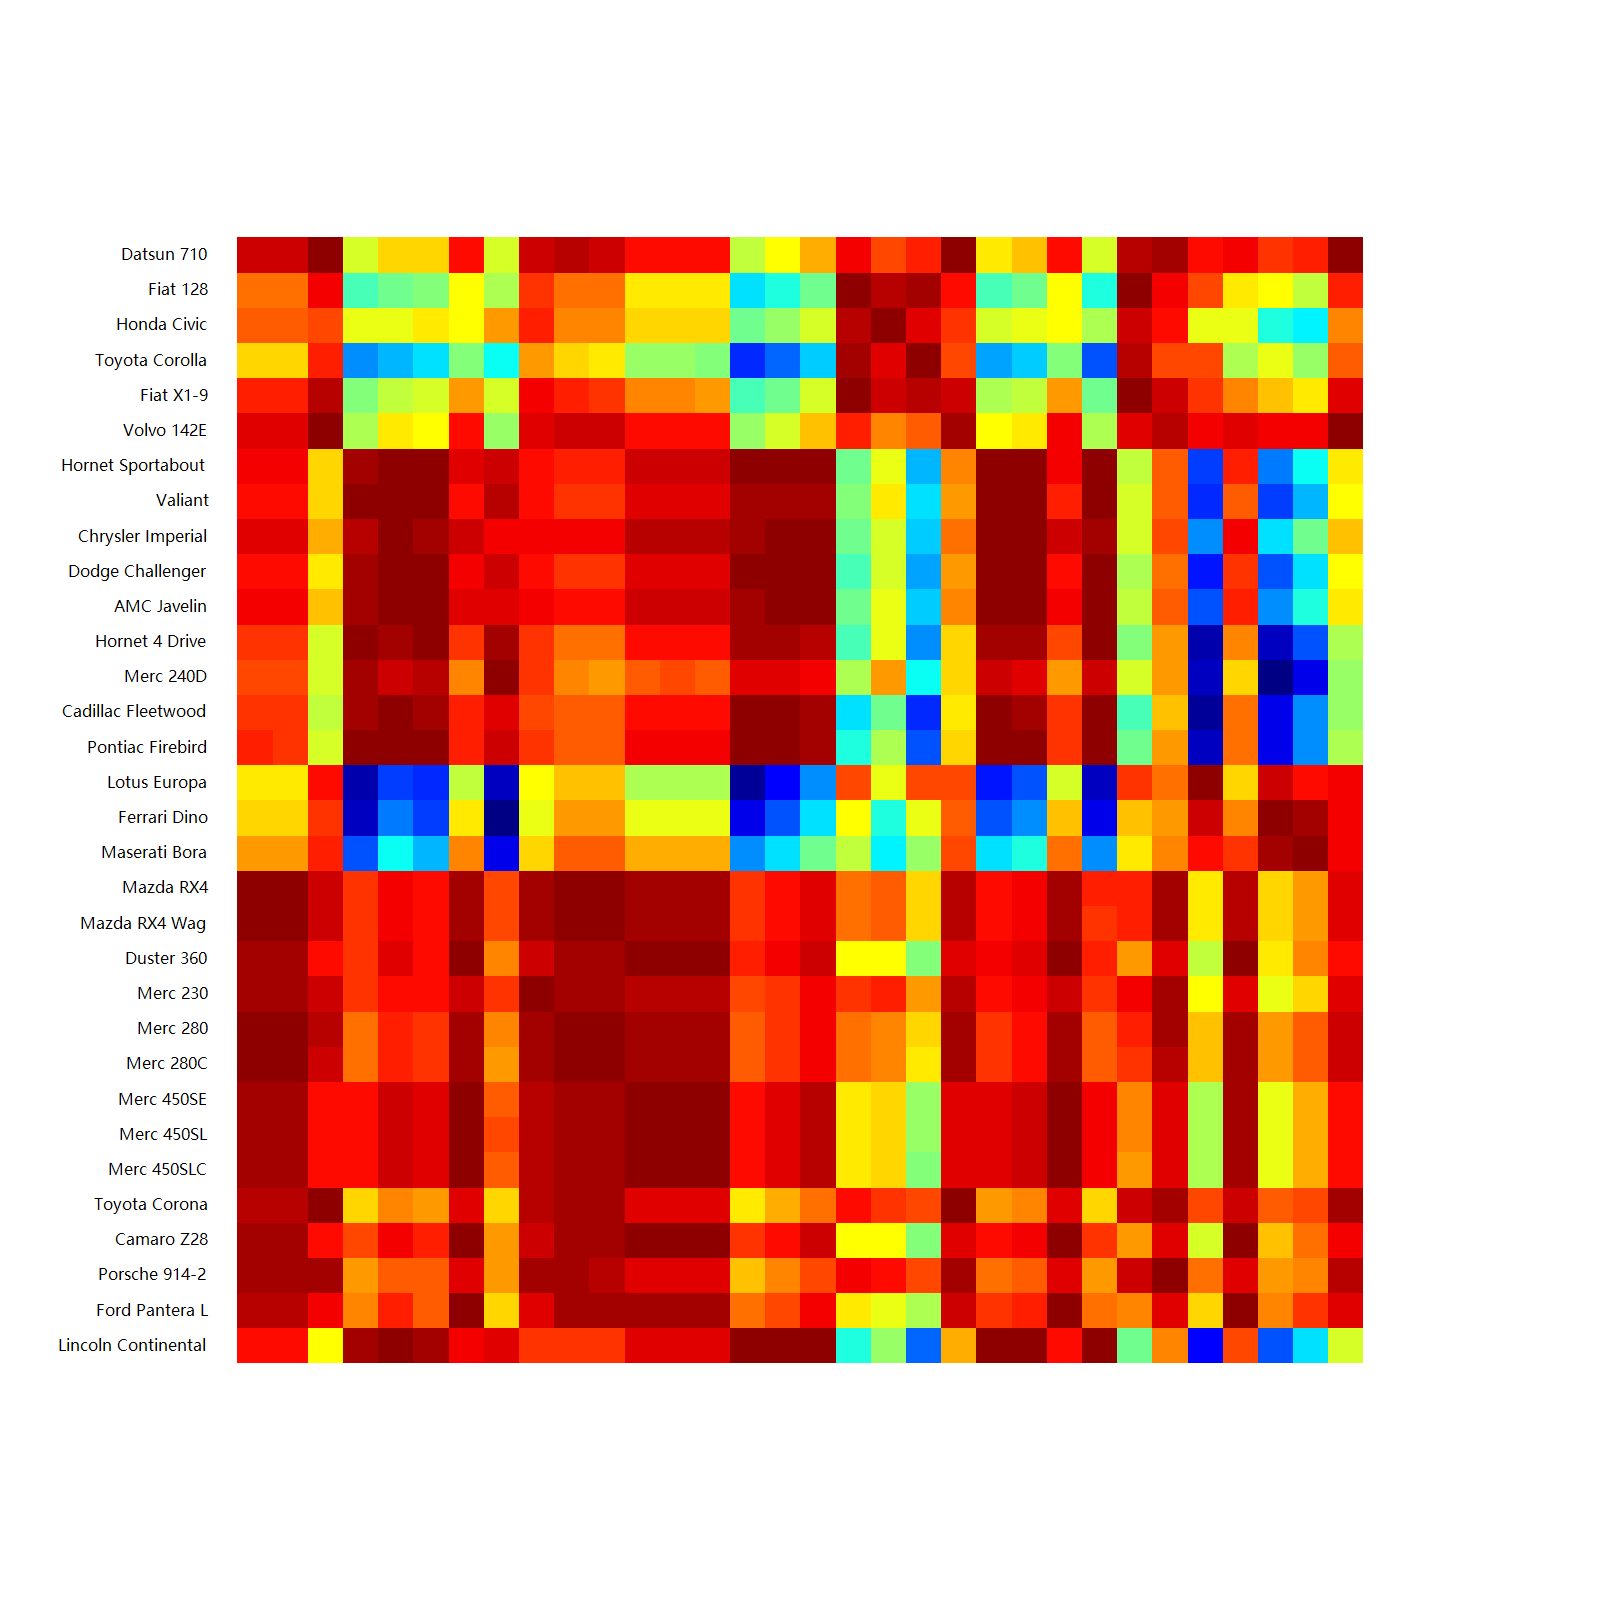 Datsun 710
Fiat 128
Honda Civic
Toyota Corolla
Fiat X1-9
Volvo 142E
Hornet Sportabout
Valiant
Chrysler Imperial
Dodge Challenger
AMC Javelin
Hornet 4 Drive
Merc 240D
Cadillac Fleetwood
Pontiac Firebird
Lotus Europa
Ferrari Dino
Maserati Bora
Mazda RX4
Mazda RX4 Wag
Duster 360
Merc 230
Merc 280
Merc 280C
Merc 450SE
Merc 450SL
Merc 450SLC
Toyota Corona
Camaro Z28
Porsche 914-2
Ford Pantera L
Lincoln Continental